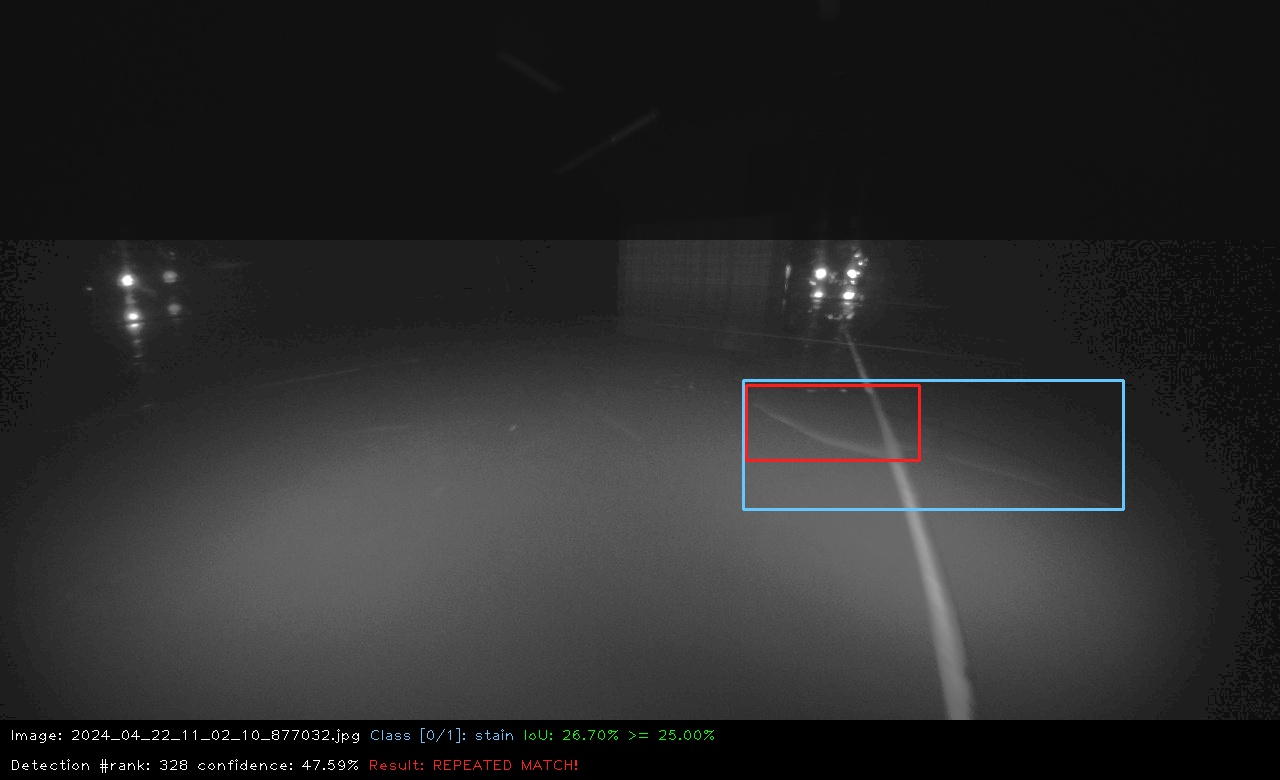 Image: 2024_04_22_11_02_10_877032.jpg Class [0/1]: stain IoU: 26.70% >= 25.00%
Detection #rank: 328 confidence: 47.59% Result: REPEATED MATCH!